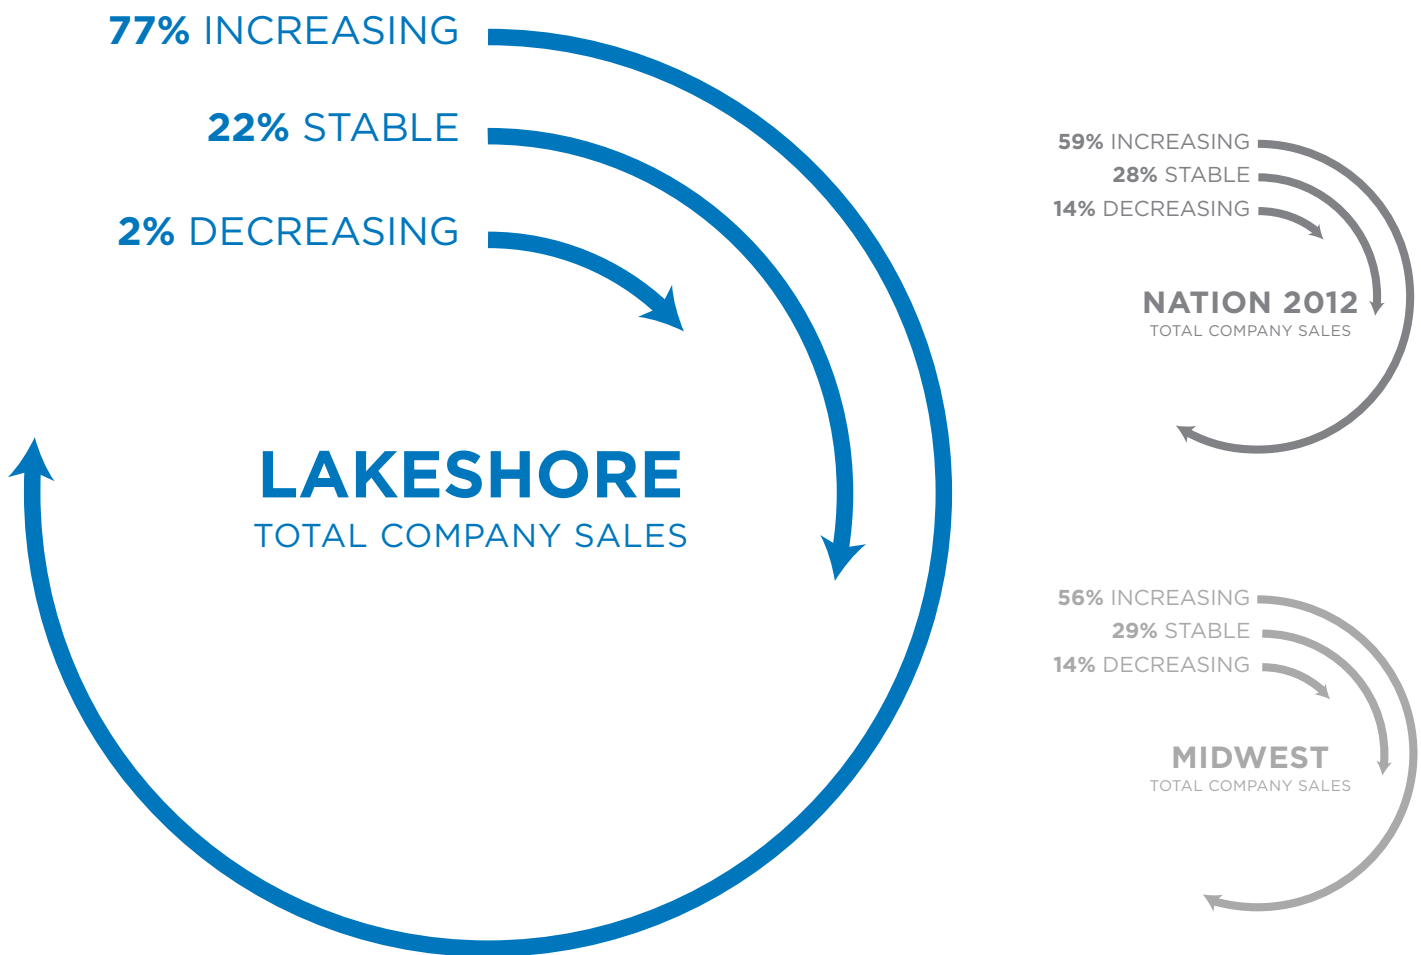 77% INCREASING
22% STABLE
2% DECREASING
LAKESHORE
TOTAL COMPANY SALES
59% INCREASING
28% STABLE
14% DECREASING
NATION 2012
TOTAL COMPANY SALES
56% INCREASING
29% STABLE
14% DECREASING
MIDWEST
TOTAL COMPANY SALES